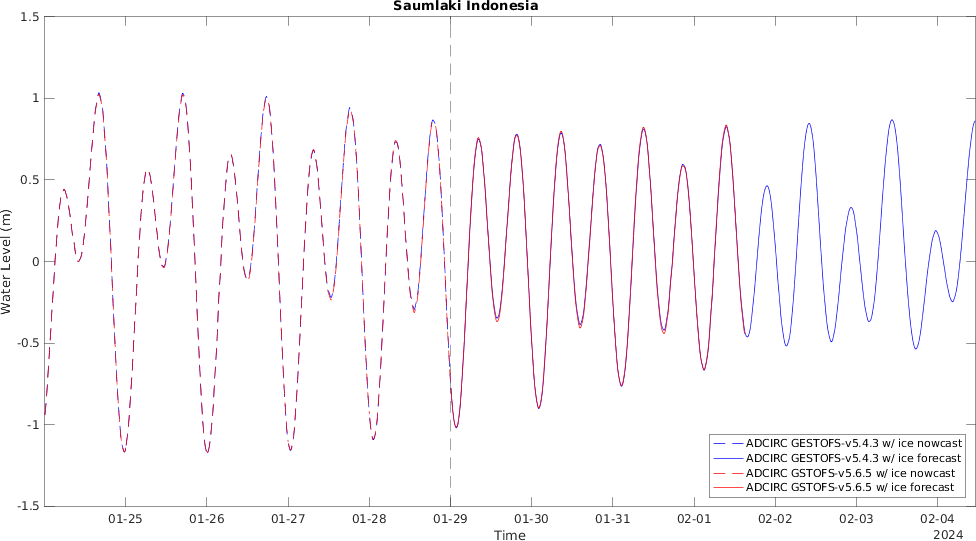 Saumlaki Indonesia
1.5
1
0.5
0
-0.5
-1
-1.5
Water Level (m)
01-25 01-26 01-27 01-28 01-29 01-30 01-31 02-01 02-02 02-03 02-04
Time
2024
ADCIRC GESTOFS-v5.4.3 w/ ice nowcast
ADCIRC GESTOFS-v5.4.3 w/ ice forecast
ADCIRC GSTOFS-v5.6.5 w/ ice nowcast
ADCIRC GSTOFS-v5.6.5 w/ ice forecast